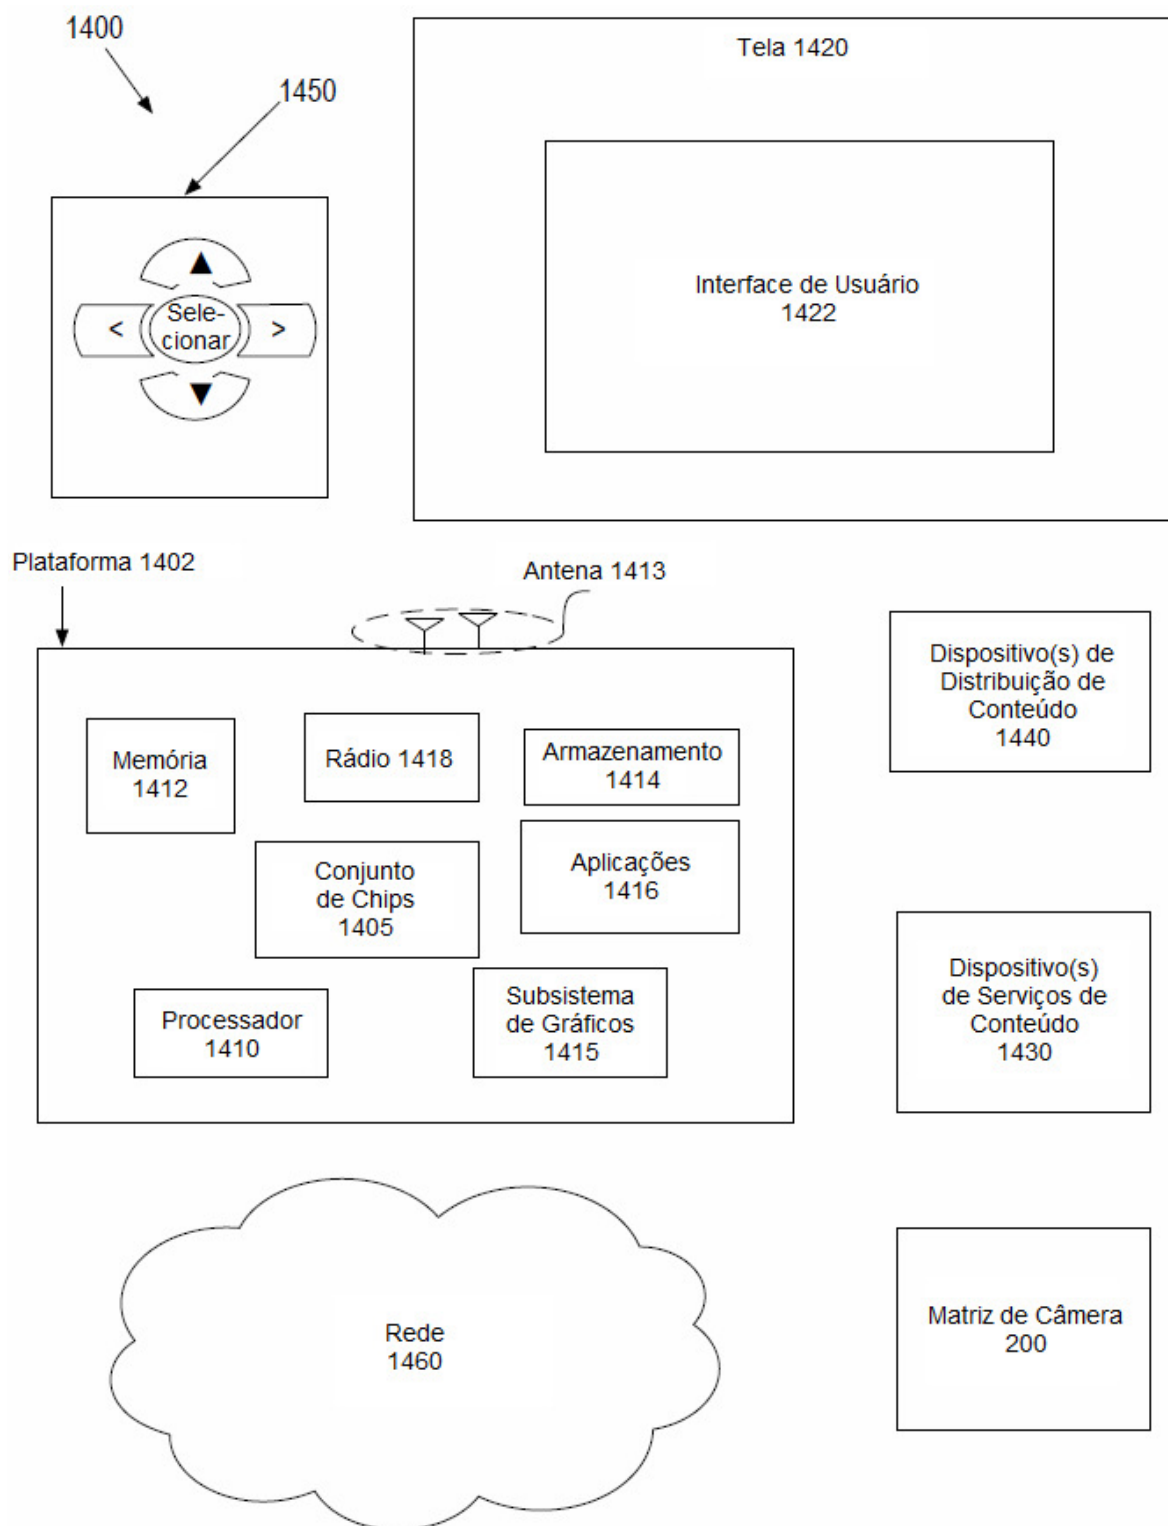 1400
1450
Tela 1420
Interface de Usuário
1422
<
Sele-
cionar
>
Plataforma 1402
Antena 1413
Memória
1412
Rádio 1418
Armazenamento
1414
Conjunto
de Chips
1405
Aplicações
1416
Processador
1410
Subsistema
de Gráficos
1415
Dispositivo(s) de
Distribuição de
Conteúdo
1440
Dispositivo(s)
de Serviços de
Conteúdo
1430
Rede
1460
Matriz de Câmera
200